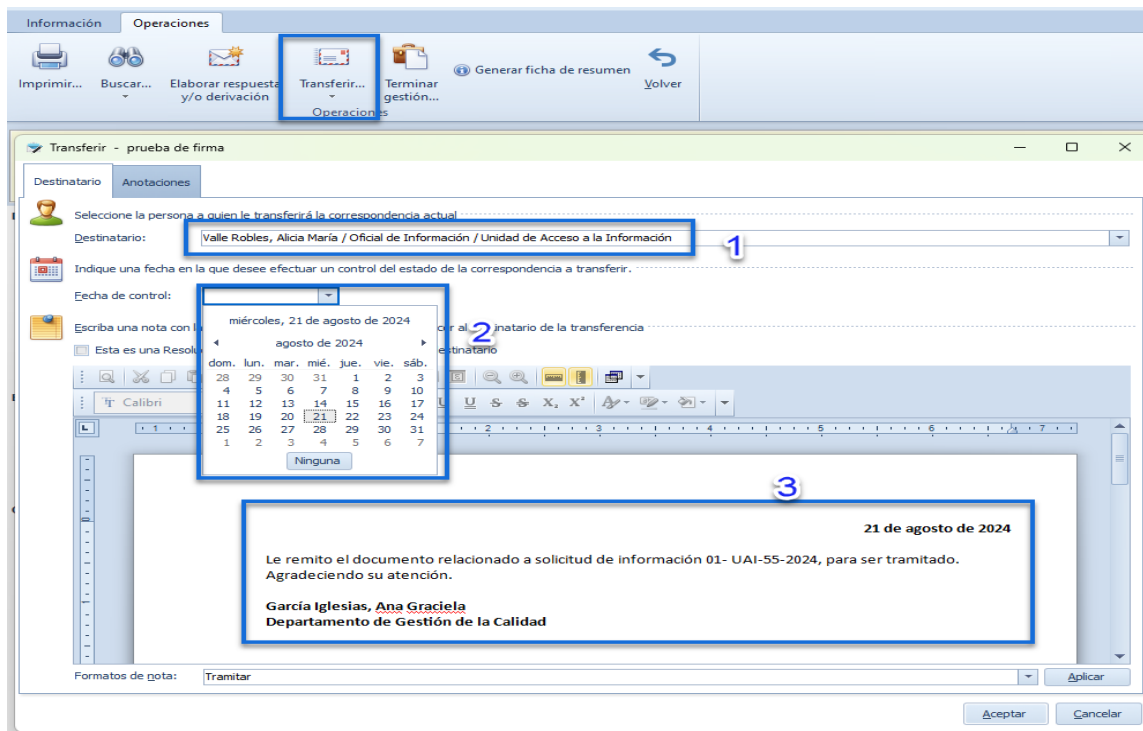 Información Operaciones
Imprimir... Buscar... Elaborar respuesta y/o derivación Transferir... Terminar gestión... Generar ficha de resumen Volver
Operaciones
Transferir - prueba de firma
Destinatario Anotaciones
Seleccione la persona a quien le transferirá la correspondencia actual
Destinatario: Valle Robles, Alicia María / Oficial de Información / Unidad de Acceso a la Información
1
Indique una fecha en la que desee efectuar un control del estado de la correspondencia a transferir.
Fecha de control:
miércoles, 21 de agosto de 2024
agosto de 2024
dom. lun. mar. mié. jue. vie. sáb.
28 29 30 31 1 2 3
4 5 6 7 8 9 10
11 12 13 14 15 16 17
18 19 20 21 22 23 24
25 26 27 28 29 30 31
1 2 3 4 5 6 7
Ninguna
2
Escriba una nota con
destinatario de la transferencia
Esta es una
Calibri
1 2 3 4 5 6 7
3
21 de agosto de 2024
Le remito el documento relacionado a solicitud de información 01- UAI-55-2024, para ser tramitado.
Agradeciendo su atención.
García Iglesias, Ana Graciela
Departamento de Gestión de la Calidad
Formatos de nota: Tramitar Aplicar
Aceptar Cancelar